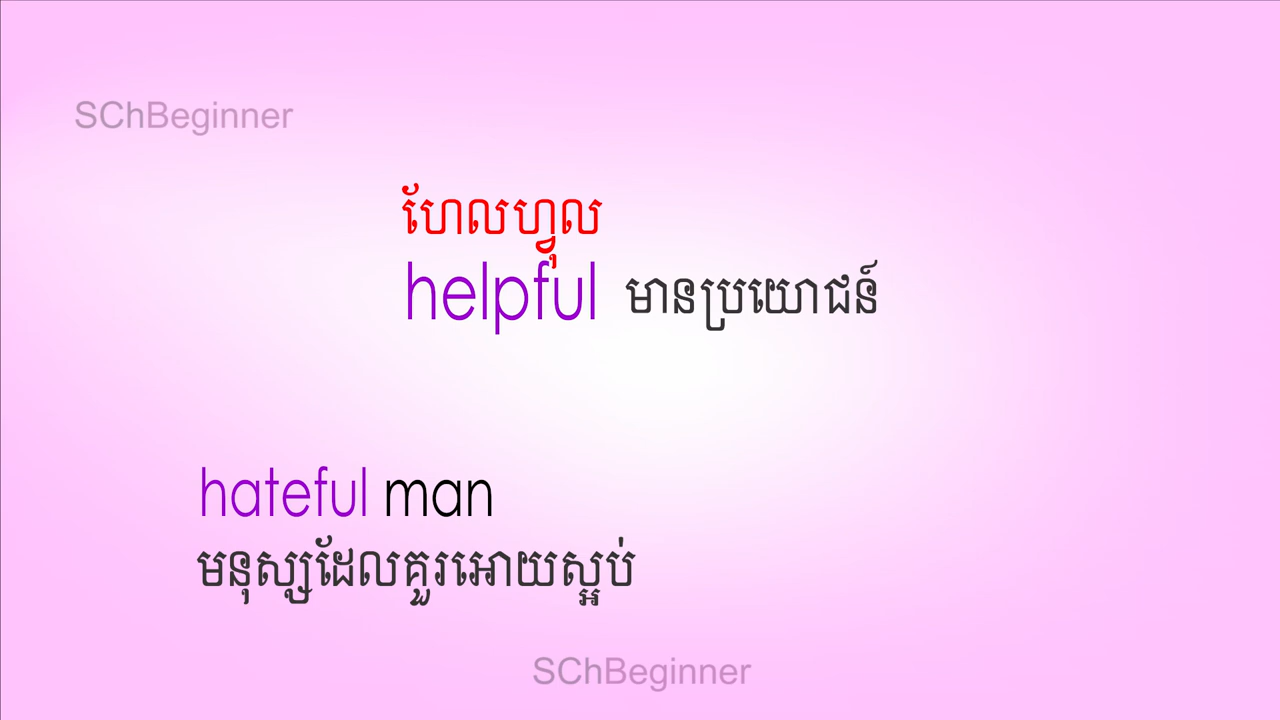 SChBeginner
ហែលហ្វុល
helpful មានប្រយោជន៍
hateful man
មនុស្សដែលគួរអោយស្អប់
SChBeginner